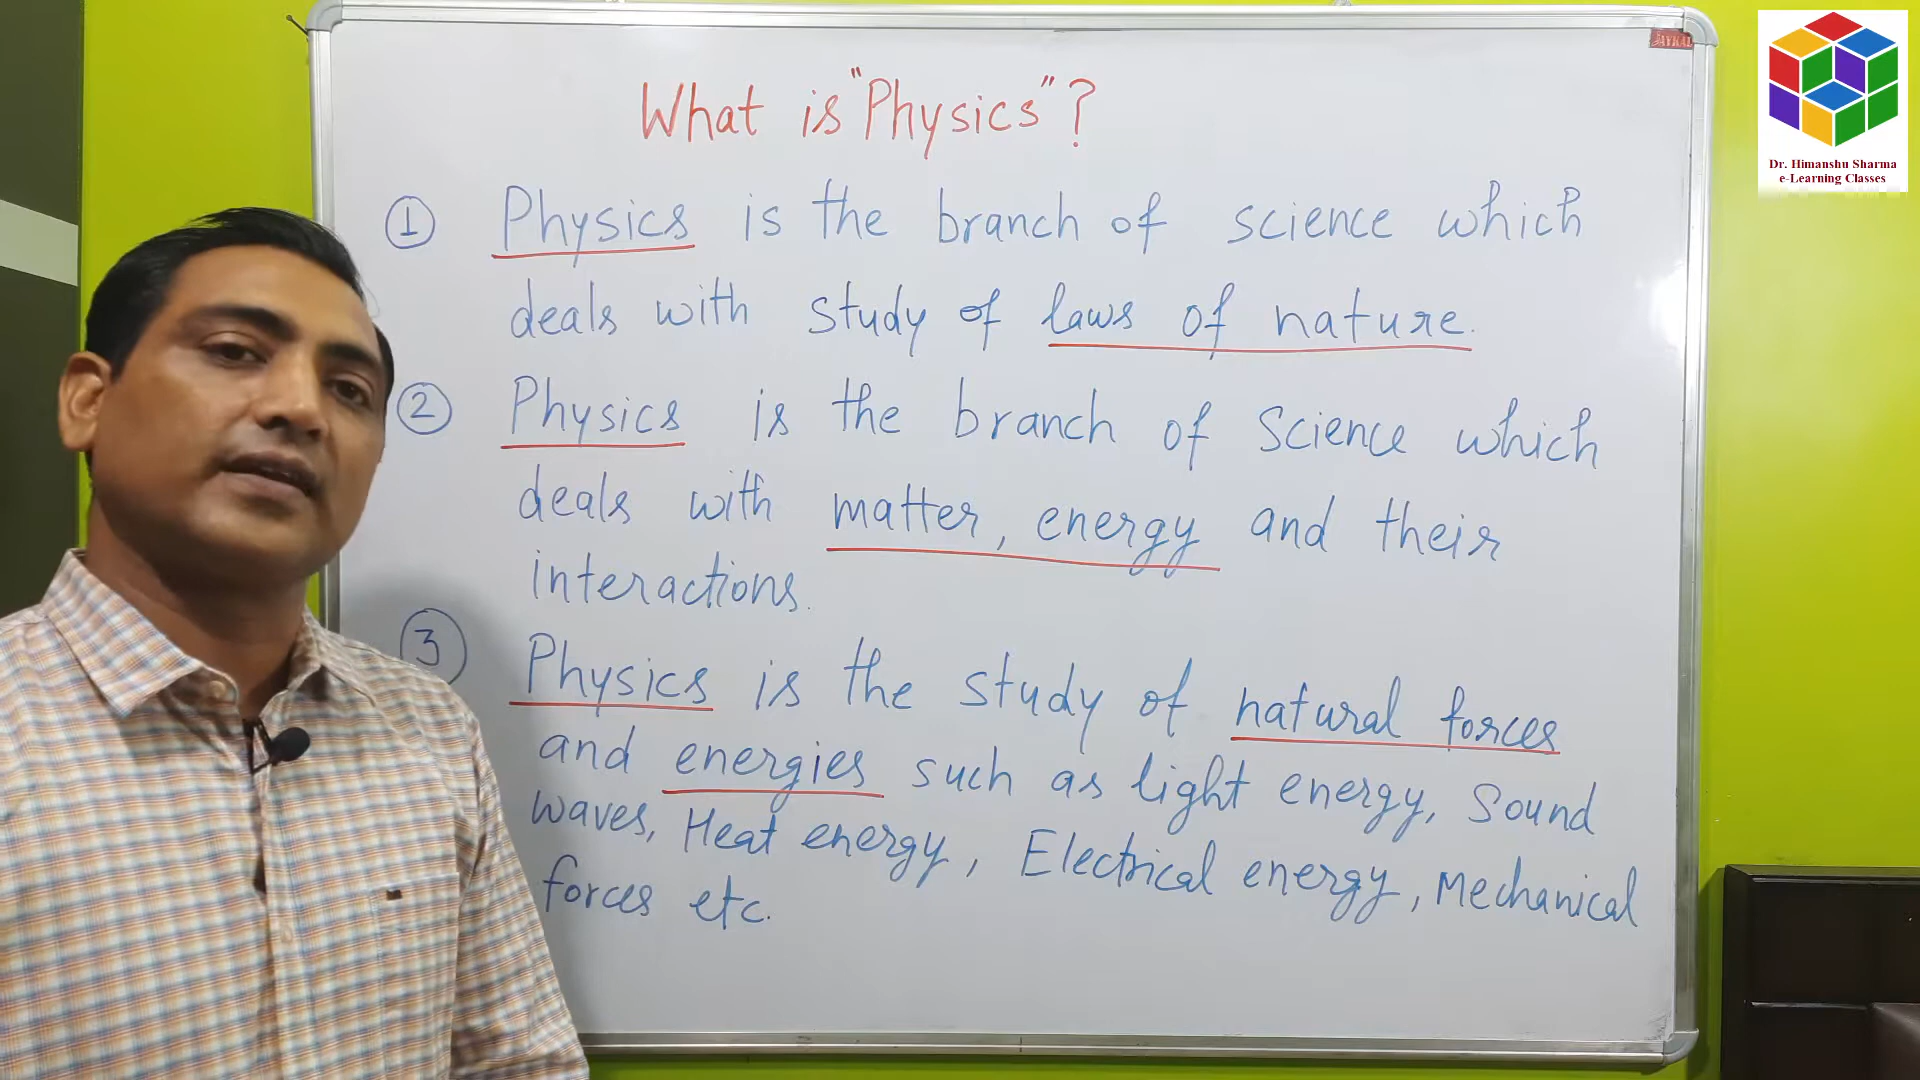 What is "Physics"?
① Physics is the branch of science which
deals with study of laws of nature.
② Physics is the branch of Science which
deals with matter, energy and their
interactions.
③ Physics is the study of natural forces
and energies such as light energy, Sound
waves, Heat energy, Electrical energy, Mechanical
forces etc.
JAYKAL
Dr. Himanshu Sharma
e-Learning Classes